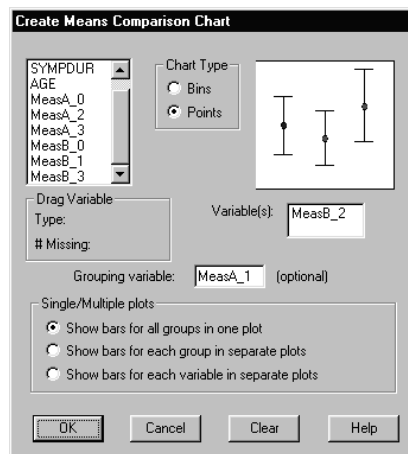 Create Means Comparison Chart
SYMPDUR
AGE
MeasA_0
MeasA_2
MeasA_3
MeasB_0
MeasB_1
MeasB_3
Chart Type
Bins
Points
Drag Variable
Type:
# Missing:
Variable(s): MeasB_2
Grouping variable: MeasA_1 (optional)
Single/Multiple plots
Show bars for all groups in one plot
Show bars for each group in separate plots
Show bars for each variable in separate plots
OK Cancel Clear Help